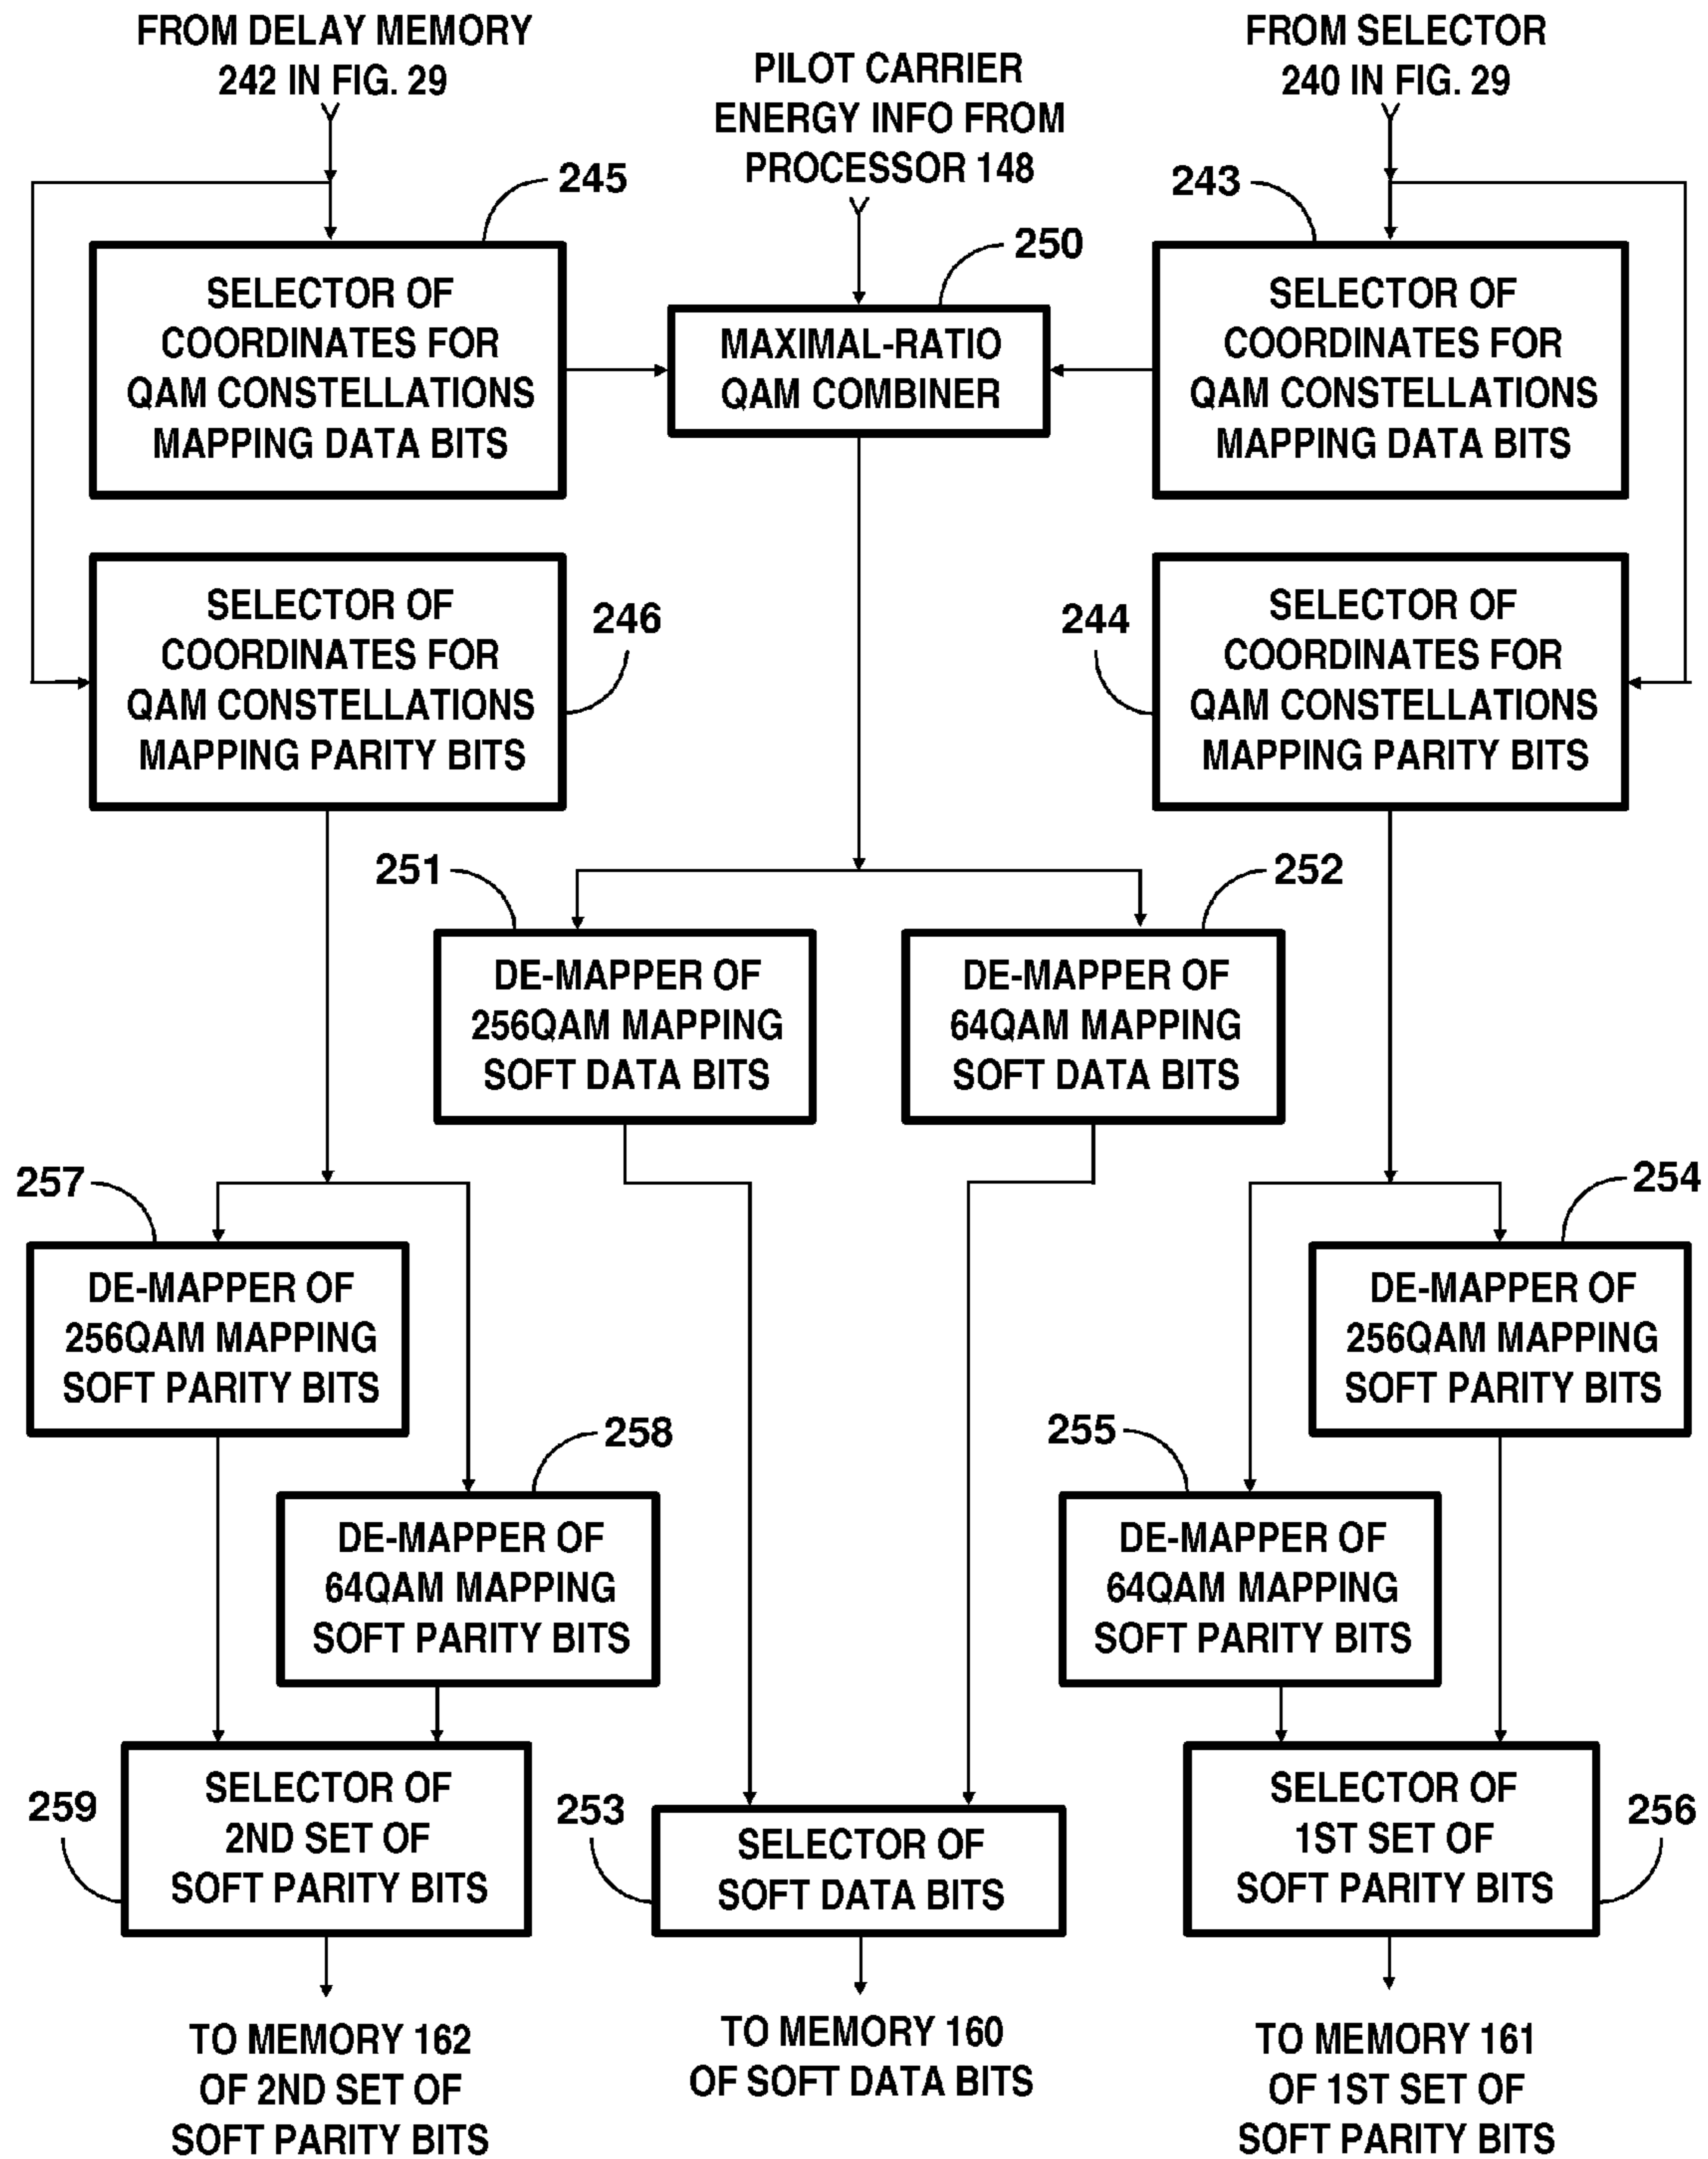 FROM DELAY MEMORY
242 IN FIG. 29
PILOT CARRIER
ENERGY INFO FROM
PROCESSOR 148
FROM SELECTOR
240 IN FIG. 29
245
243
250
SELECTOR OF
COORDINATES FOR
QAM CONSTELLATIONS
MAPPING DATA BITS
MAXIMAL-RATIO
QAM COMBINER
SELECTOR OF
COORDINATES FOR
QAM CONSTELLATIONS
MAPPING DATA BITS
SELECTOR OF
COORDINATES FOR
QAM CONSTELLATIONS
MAPPING PARITY BITS
246
244
SELECTOR OF
COORDINATES FOR
QAM CONSTELLATIONS
MAPPING PARITY BITS
251
252
DE-MAPPER OF
256QAM MAPPING
SOFT DATA BITS
DE-MAPPER OF
64QAM MAPPING
SOFT DATA BITS
257
254
DE-MAPPER OF
256QAM MAPPING
SOFT PARITY BITS
DE-MAPPER OF
256QAM MAPPING
SOFT PARITY BITS
258
255
DE-MAPPER OF
64QAM MAPPING
SOFT PARITY BITS
DE-MAPPER OF
64QAM MAPPING
SOFT PARITY BITS
259
SELECTOR OF
2ND SET OF
SOFT PARITY BITS
253
SELECTOR OF
SOFT DATA BITS
SELECTOR OF
1ST SET OF
SOFT PARITY BITS
256
TO MEMORY 162
OF 2ND SET OF
SOFT PARITY BITS
TO MEMORY 160
OF SOFT DATA BITS
TO MEMORY 161
OF 1ST SET OF
SOFT PARITY BITS